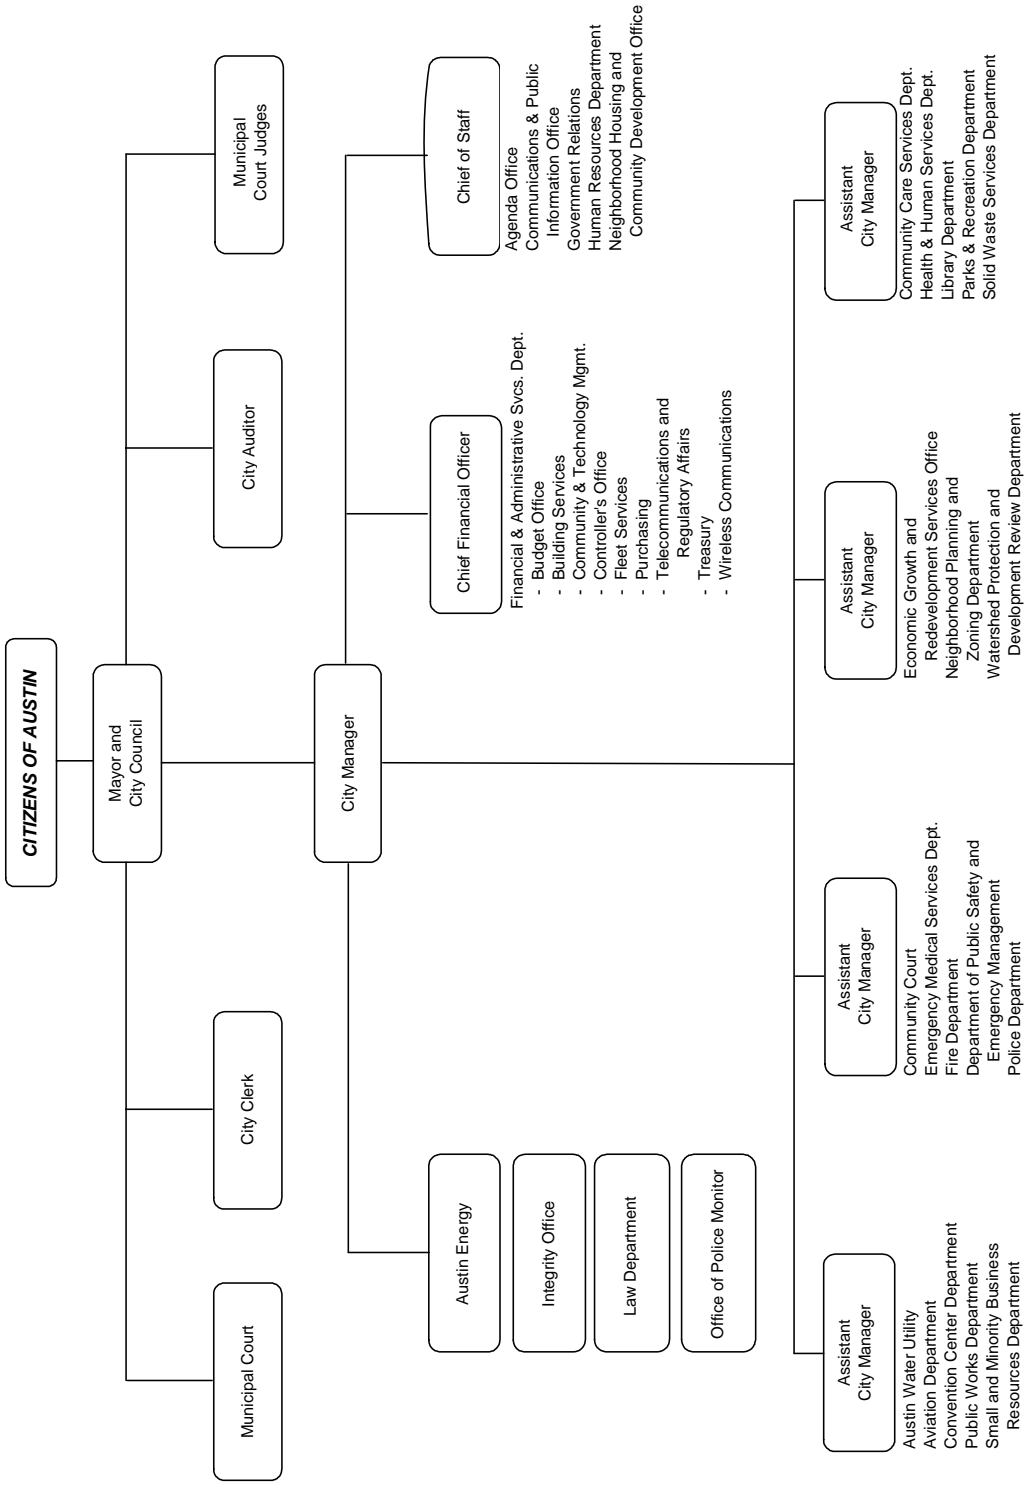 CITIZENS OF AUSTIN
Mayor and
City Council
Municipal Court
City Clerk
City Auditor
Municipal
Court Judges
City Manager
Austin Energy
Integrity Office
Law Department
Office of Police Monitor
Chief Financial Officer
Financial & Administrative Svcs. Dept.
- Budget Office
- Building Services
- Community & Technology Mgmt.
- Controller's Office
- Fleet Services
- Purchasing
- Telecommunications and
Regulatory Affairs
- Treasury
- Wireless Communications
Chief of Staff
Agenda Office
Communications & Public
Information Office
Government Relations
Human Resources Department
Neighborhood Housing and
Community Development Office
Assistant
City Manager
Austin Water Utility
Aviation Department
Convention Center Department
Public Works Department
Small and Minority Business
Resources Department
Assistant
City Manager
Community Court
Emergency Medical Services Dept.
Fire Department
Department of Public Safety and
Emergency Management
Police Department
Assistant
City Manager
Economic Growth and
Redevelopment Services Office
Neighborhood Planning and
Zoning Department
Watershed Protection and
Development Review Department
Assistant
City Manager
Community Care Services Dept.
Health & Human Services Dept.
Library Department
Parks & Recreation Department
Solid Waste Services Department